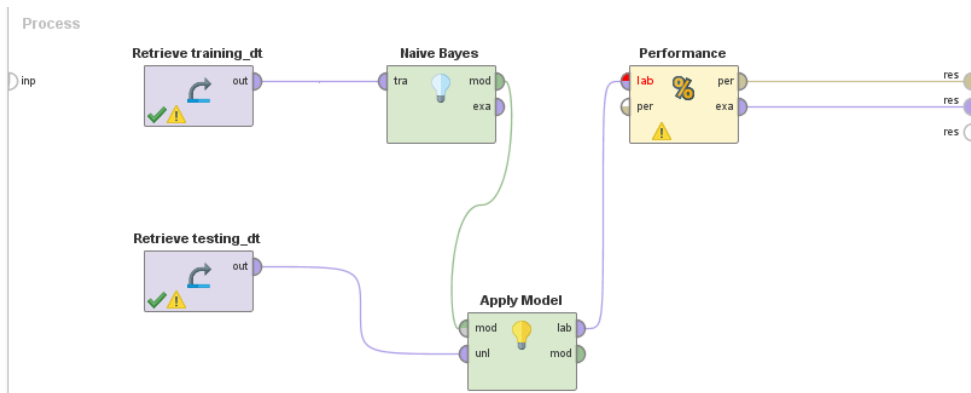 Process
inp
Retrieve training_dt
out
Naive Bayes
tra
mod
exa
Performance
lab
per
%
per
exa
res
res
res
Retrieve testing_dt
out
Apply Model
mod
lab
unl
mod